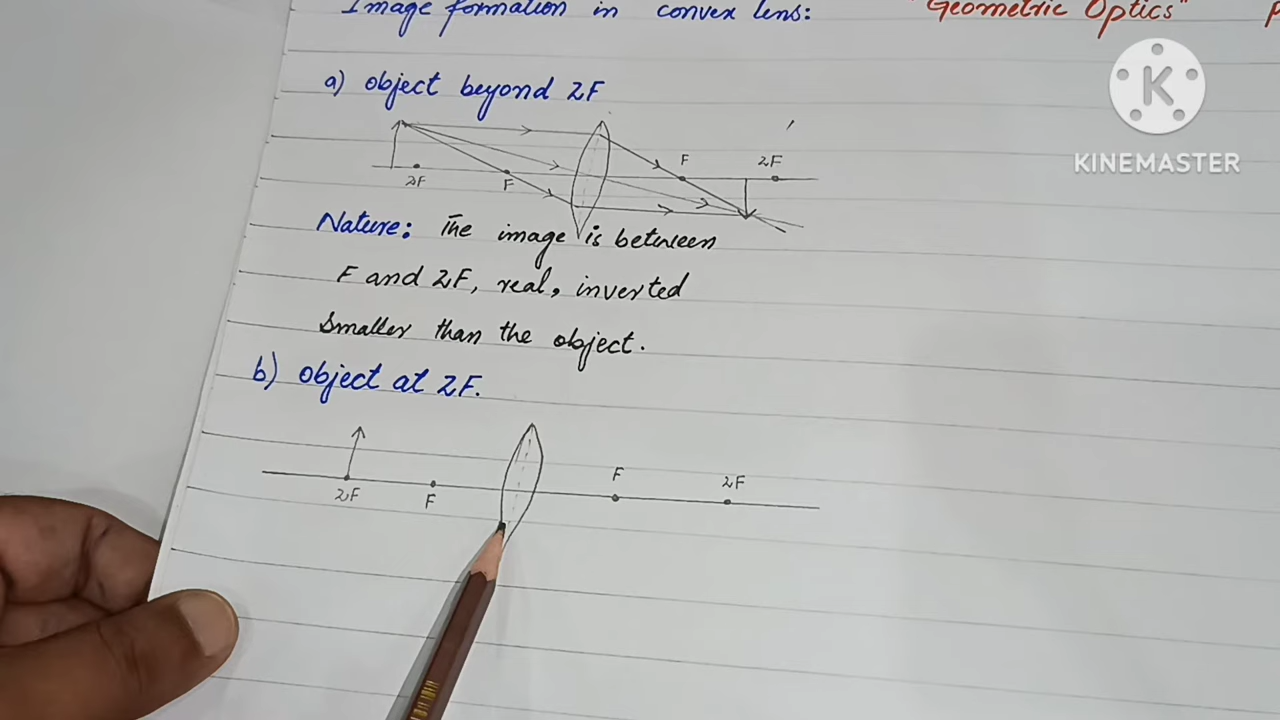 Image formation in convex lens: "Geometric Optics"
a) object beyond 2F
F 2F
2F F
Nature: The image is between
F and 2F, real, inverted
Smaller than the object.
b) object at 2F.
F 2F
2F F
K
KINEMASTER